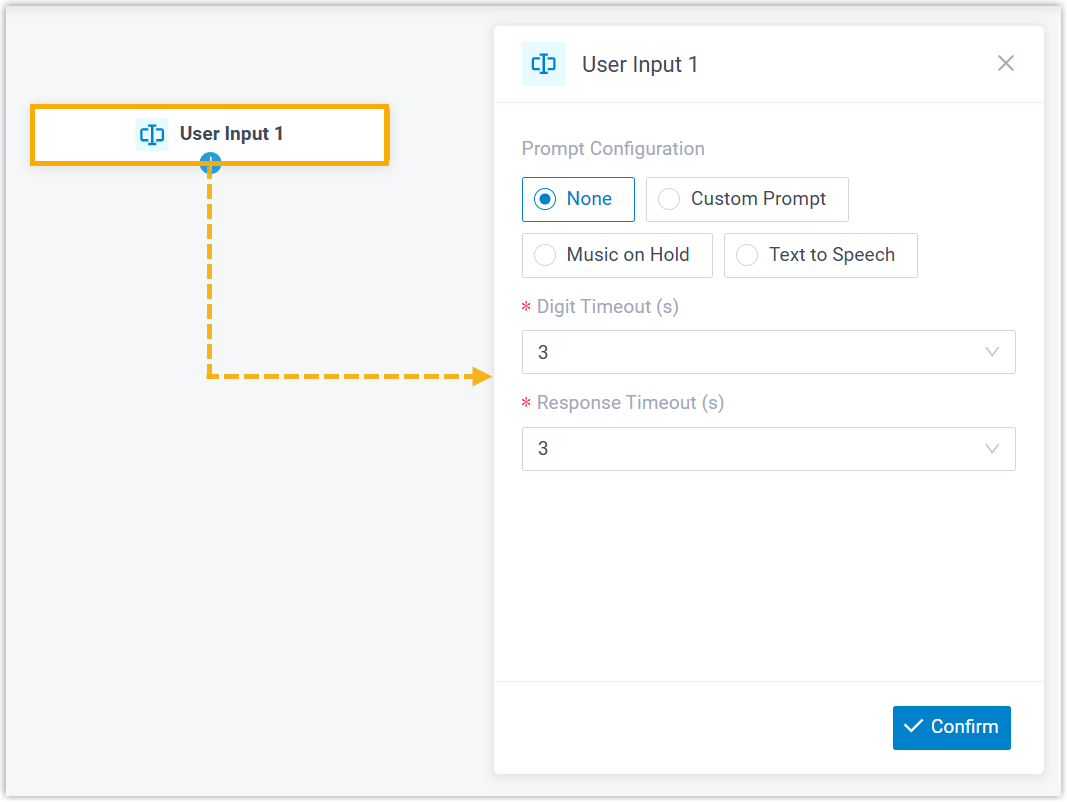 User Input 1
User Input 1
Prompt Configuration
None Custom Prompt
Music on Hold Text to Speech
* Digit Timeout (s)
3
* Response Timeout (s)
3
Confirm